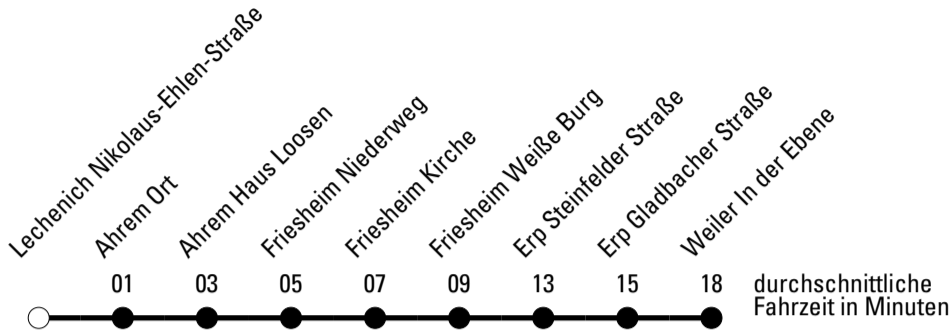 Lechenich Nikolaus-Ehlen-Straße
Ahrem Ort
Ahrem Haus Loosen
Friesheim Niederweg
Friesheim Kirche
Friesheim Weiße Burg
Erp Steinfelder Straße
Erp Gladbacher Straße
Weiler In der Ebene
01 03 05 07 09 13 15 18
durchschnittliche
Fahrzeit in Minuten